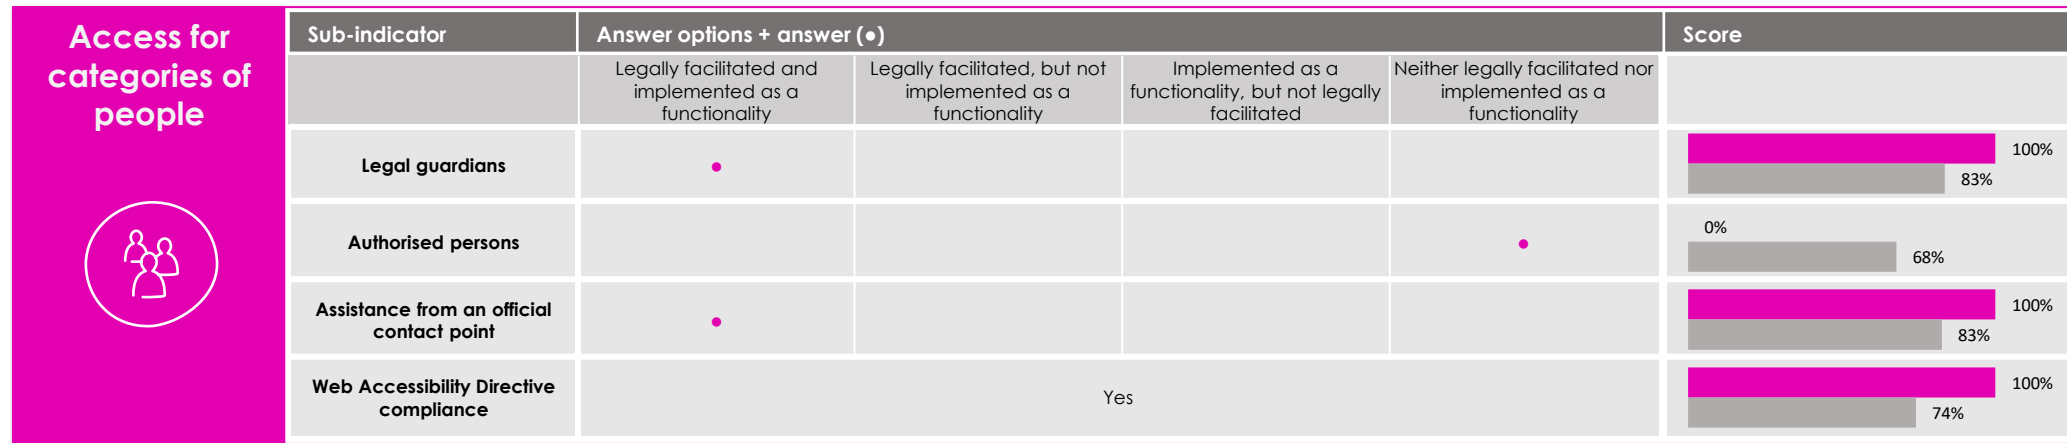 Access for
categories of
people
Sub-indicator
Answer options + answer (●)
Score
Legally facilitated and
implemented as a
functionality
Legally facilitated, but not
implemented as a
functionality
Implemented as a
functionality, but not legally
facilitated
Neither legally facilitated nor
implemented as a
functionality
Legal guardians
●
100%
83%
Authorised persons
●
0%
68%
Assistance from an official
contact point
●
100%
83%
Web Accessibility Directive
compliance
Yes
100%
74%